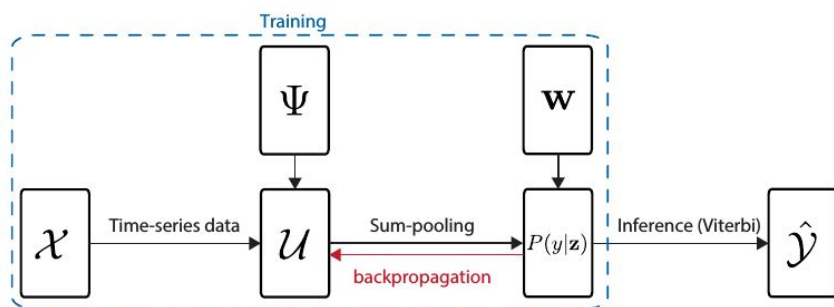 Training
Ψ
w
𝒳
Time-series data
𝒰
Sum-pooling
backpropagation
P(y|z)
Inference (Viterbi)
𝒴̂